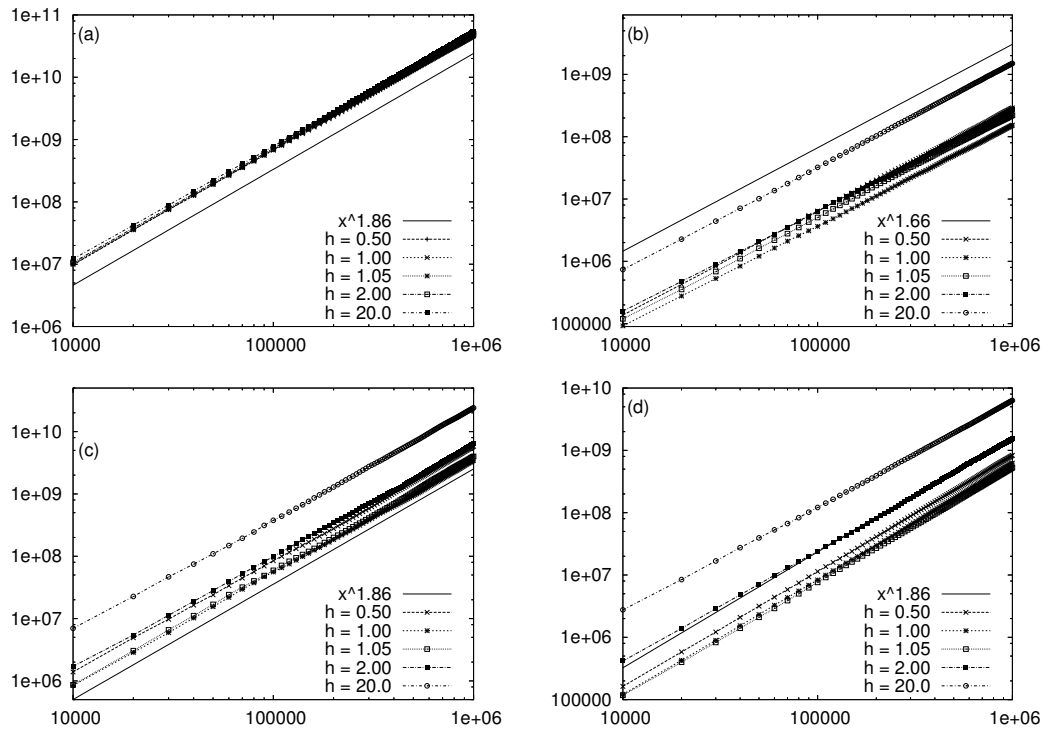 (a)
1e+11
1e+10
1e+09
1e+08
1e+07
1e+06
x^1.86
h = 0.50
h = 1.00
h = 1.05
h = 2.00
h = 20.0
10000
100000
1e+06
(b)
1e+09
1e+08
1e+07
1e+06
100000
x^1.66
h = 0.50
h = 1.00
h = 1.05
h = 2.00
h = 20.0
10000
100000
1e+06
(c)
1e+10
1e+09
1e+08
1e+07
1e+06
x^1.86
h = 0.50
h = 1.00
h = 1.05
h = 2.00
h = 20.0
10000
100000
1e+06
(d)
1e+10
1e+09
1e+08
1e+07
1e+06
100000
x^1.86
h = 0.50
h = 1.00
h = 1.05
h = 2.00
h = 20.0
10000
100000
1e+06